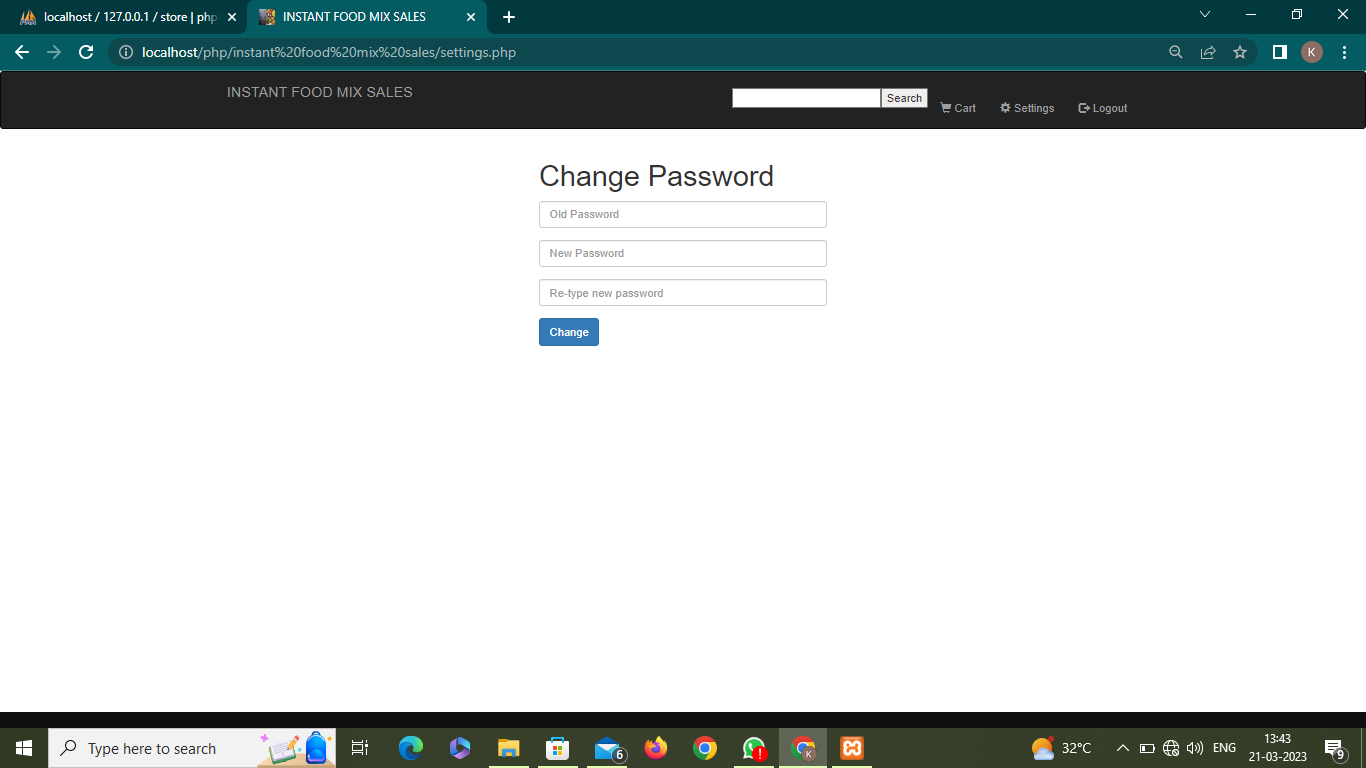 localhost / 127.0.0.1 / store | php
INSTANT FOOD MIX SALES
localhost/php/instant%20food%20mix%20sales/settings.php
K
INSTANT FOOD MIX SALES
Search
Cart
Settings
Logout
Change Password
Old Password
New Password
Re-type new password
Change
Type here to search
6
K
32°C
ENG
13:43
21-03-2023
9